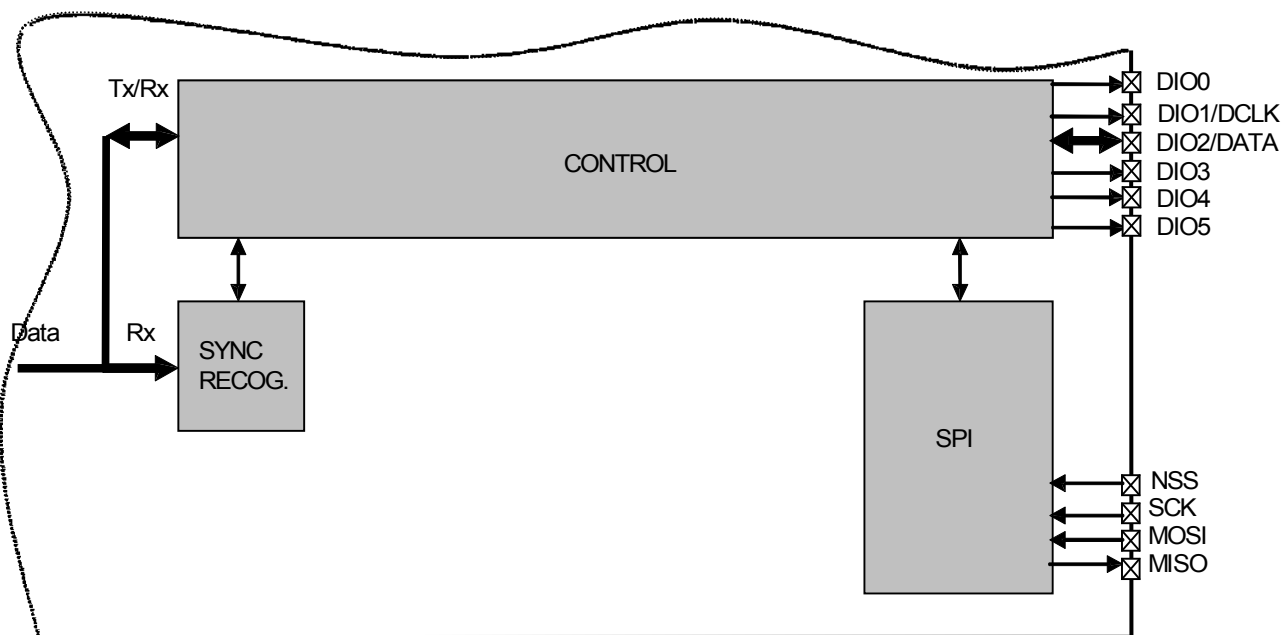 Tx/Rx
CONTROL
DIO0
DIO1/DCLK
DIO2/DATA
DIO3
DIO4
DIO5
Data
Rx
SYNC
RECOG.
SPI
NSS
SCK
MOSI
MISO